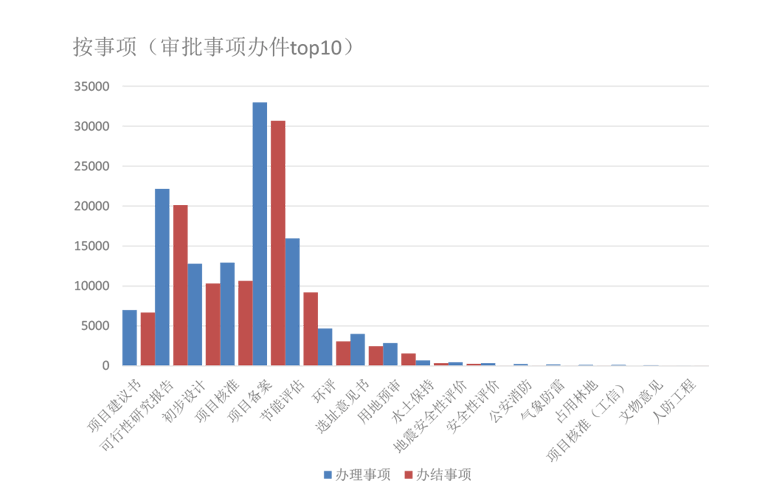 按事项（审批事项办件top10）
35000
30000
25000
20000
15000
10000
5000
0
项目建议书
可行性研究报告
初步设计
项目核准
项目备案
节能评估
环评
选址意见书
用地预审
水土保持
地震安全性评价
安全性评价
公安消防
气象防雷
占用林地
项目核准（工信）
文物意见
人防工程
办理事项 办结事项